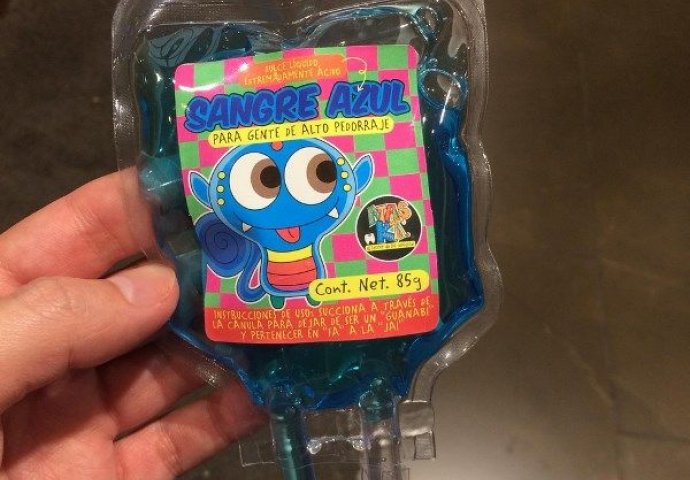 DULCE LÍQUIDO
EXTREMADAMENTE ÁCIDO
SANGRE AZUL
PARA GENTE DE ALTO PEDORRAJE
Cont. Net. 85g
INSTRUCCIONES DE USO: SUCCIONA A TRAVÉS DE
LA CÁNULA PARA DEJAR DE SER UN "GUANABI"
Y PERTENECER EN "YA" A LA "JAI"